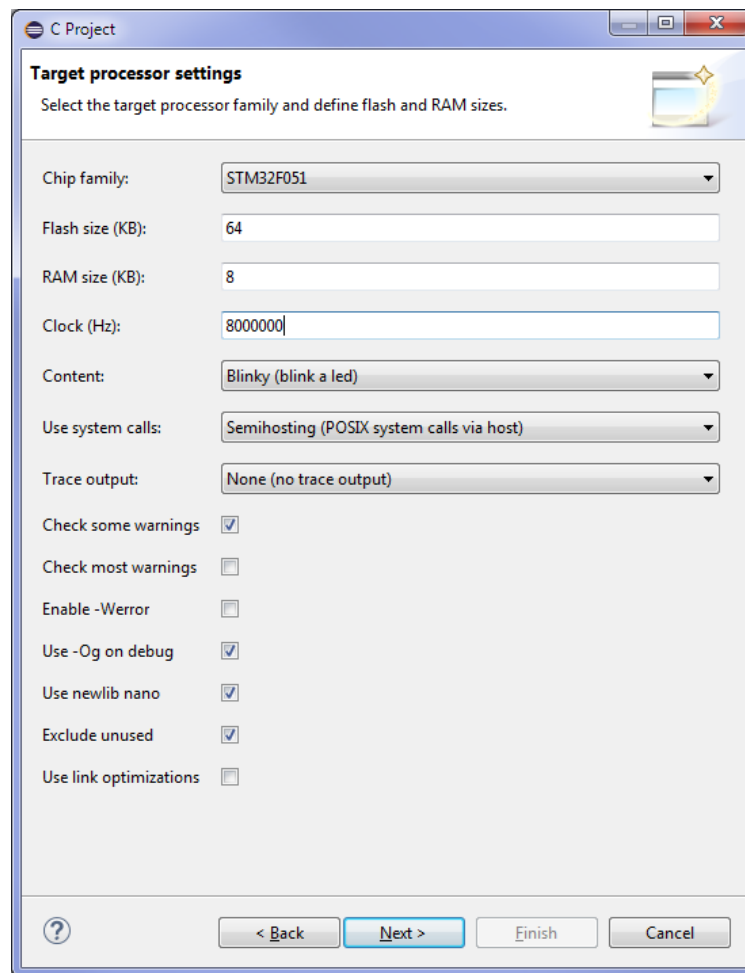 C Project
Target processor settings
Select the target processor family and define flash and RAM sizes.
Chip family: STM32F051
Flash size (KB): 64
RAM size (KB): 8
Clock (Hz): 8000000
Content: Blinky (blink a led)
Use system calls: Semihosting (POSIX system calls via host)
Trace output: None (no trace output)
Check some warnings
Check most warnings
Enable -Werror
Use -Og on debug
Use newlib nano
Exclude unused
Use link optimizations
? < Back Next > Finish Cancel